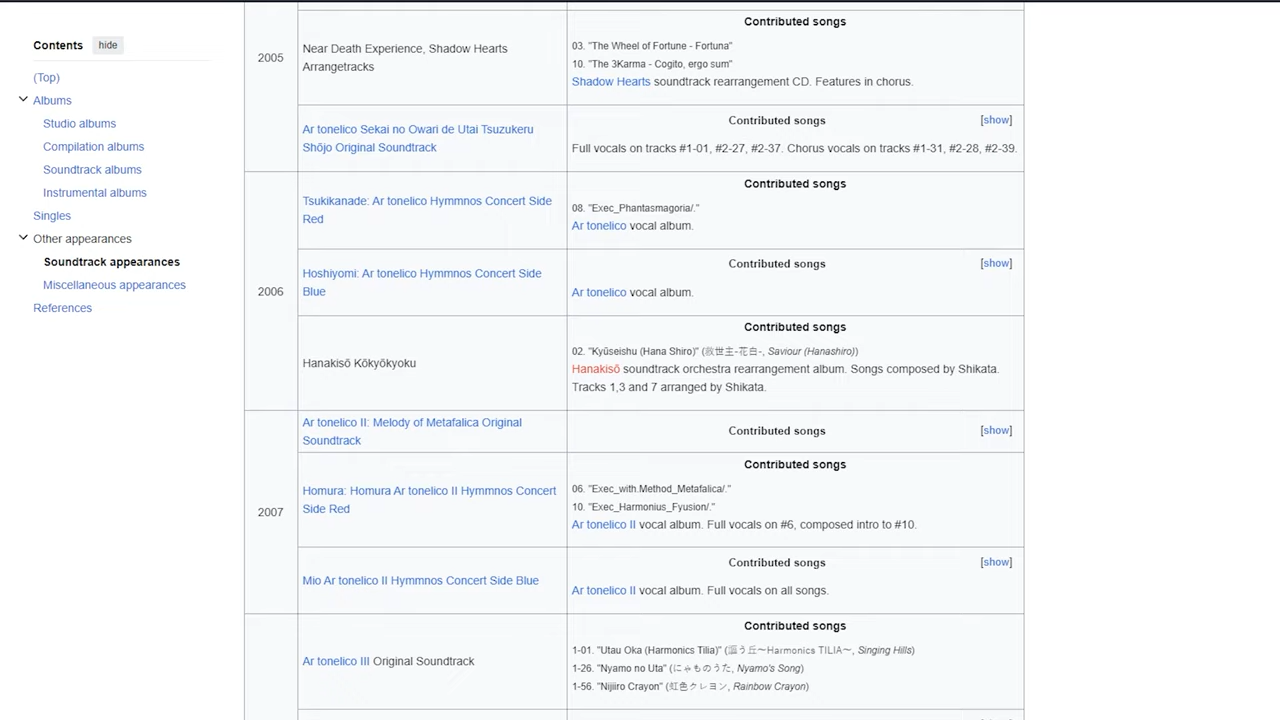 Contents hide
(Top)
Albums
Studio albums
Compilation albums
Soundtrack albums
Instrumental albums
Singles
Other appearances
Soundtrack appearances
Miscellaneous appearances
References
2005
Near Death Experience, Shadow Hearts
Arrangetracks
Contributed songs
03. "The Wheel of Fortune - Fortuna"
10. "The 3Karma - Cogito, ergo sum"
Shadow Hearts soundtrack rearrangement CD. Features in chorus.
Ar tonelico Sekai no Owari de Utai Tsuzukeru
Shōjo Original Soundtrack
Contributed songs [show]
Full vocals on tracks #1-01, #2-27, #2-37. Chorus vocals on tracks #1-31, #2-28, #2-39.
2006
Tsukikanade: Ar tonelico Hymmnos Concert Side
Red
Contributed songs
08. "Exec_Phantasmagoria/."
Ar tonelico vocal album.
Hoshiyomi: Ar tonelico Hymmnos Concert Side
Blue
Contributed songs [show]
Ar tonelico vocal album.
Hanakisō Kōkyōkyoku
Contributed songs
02. "Kyūseishu (Hana Shiro)" (救世主-花白-, Saviour (Hanashiro))
Hanakisō soundtrack orchestra rearrangement album. Songs composed by Shikata.
Tracks 1,3 and 7 arranged by Shikata.
2007
Ar tonelico II: Melody of Metafalica Original
Soundtrack
Contributed songs [show]
Homura: Homura Ar tonelico II Hymmnos Concert
Side Red
Contributed songs
06. "Exec_with.Method_Metafalica/."
10. "Exec_Harmonius_Fyusion/."
Ar tonelico II vocal album. Full vocals on #6, composed intro to #10.
Mio Ar tonelico II Hymmnos Concert Side Blue
Contributed songs [show]
Ar tonelico II vocal album. Full vocals on all songs.
Ar tonelico III Original Soundtrack
Contributed songs
1-01. "Utau Oka (Harmonics Tilia)" (謳う丘〜Harmonics TILIA〜, Singing Hills)
1-26. "Nyamo no Uta" (にゃものうた, Nyamo's Song)
1-56. "Nijiiro Crayon" (虹色クレヨン, Rainbow Crayon)